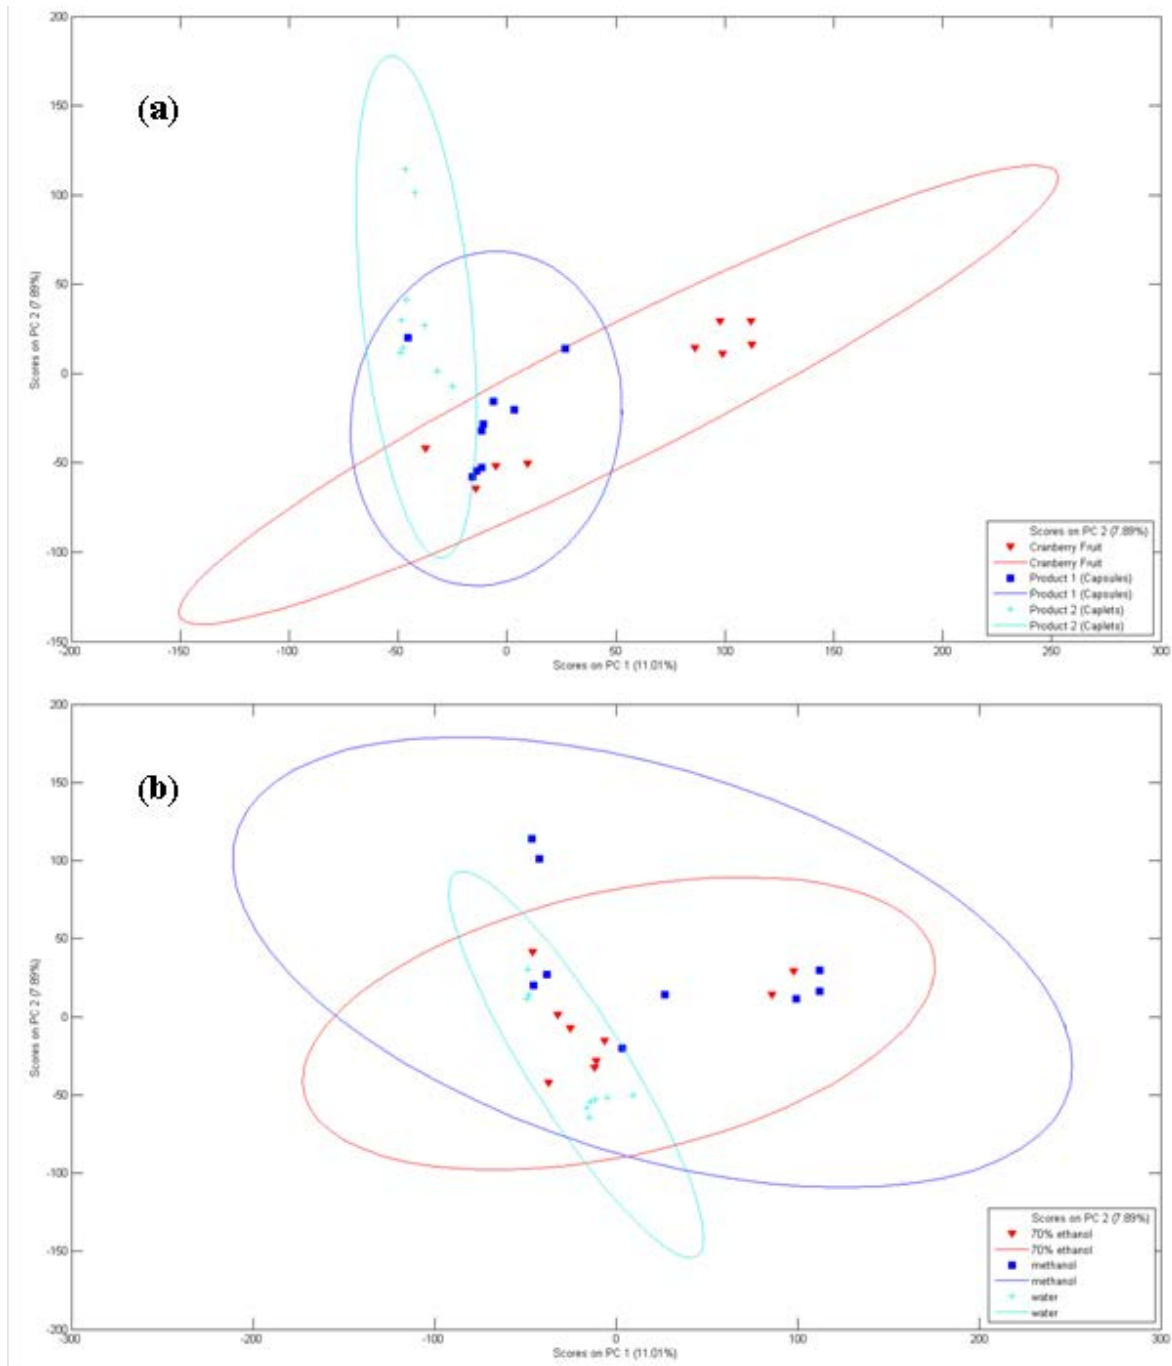 200
150
(a)
100
50
0
-50
-100
-150
Scores on PC 2 (7.89%)
-200
-150
-100
-50
0
50
100
150
200
250
300
Scores on PC 1 (11.01%)
Scores on PC 2 (7.89%)
Cranberry Fruit
Cranberry Fruit
Product 1 (Capsules)
Product 1 (Capsules)
Product 2 (Caplets)
Product 2 (Caplets)
200
150
(b)
100
50
0
-50
-100
-150
-200
Scores on PC 2 (7.89%)
-300
-200
-100
0
100
200
300
Scores on PC 1 (11.01%)
Scores on PC 2 (7.89%)
70% ethanol
70% ethanol
methanol
methanol
water
water